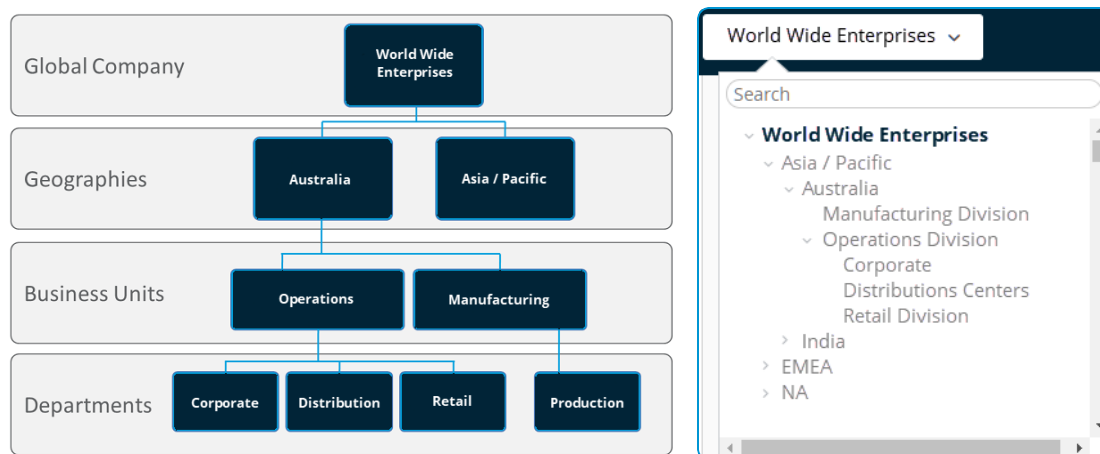 Global Company
World Wide
Enterprises
Geographies
Australia
Asia / Pacific
Business Units
Operations
Manufacturing
Departments
Corporate
Distribution
Retail
Production
World Wide Enterprises
Search
World Wide Enterprises
Asia / Pacific
Australia
Manufacturing Division
Operations Division
Corporate
Distributions Centers
Retail Division
India
EMEA
NA